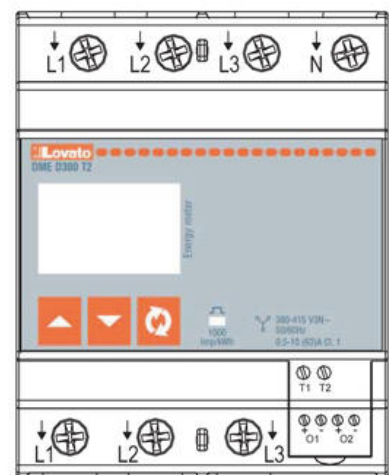 L1 L2 L3 N
Lovato
DME D300 T2
Energy meter
1000
imp/kWh
380-415 V3N~
50/60Hz
0,5-10 (63)A Cl. 1
T1 T2
+ - + -
O1 O2
L1 L2 L3